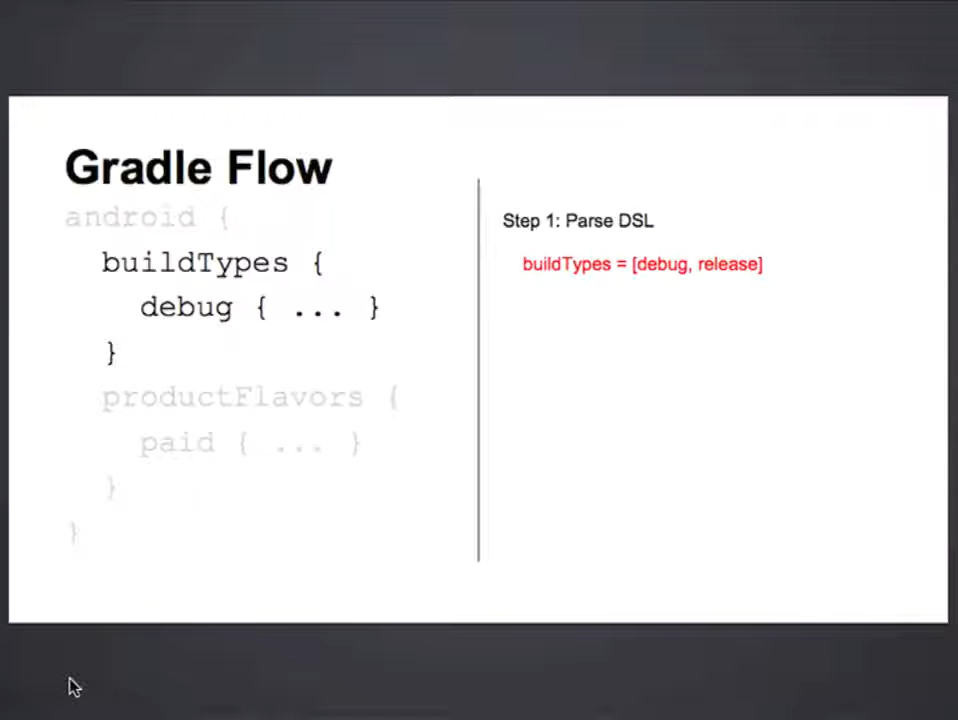 Gradle Flow
android {
buildTypes {
debug { ... }
}
productFlavors {
paid { ... }
}
}
Step 1: Parse DSL
buildTypes = [debug, release]